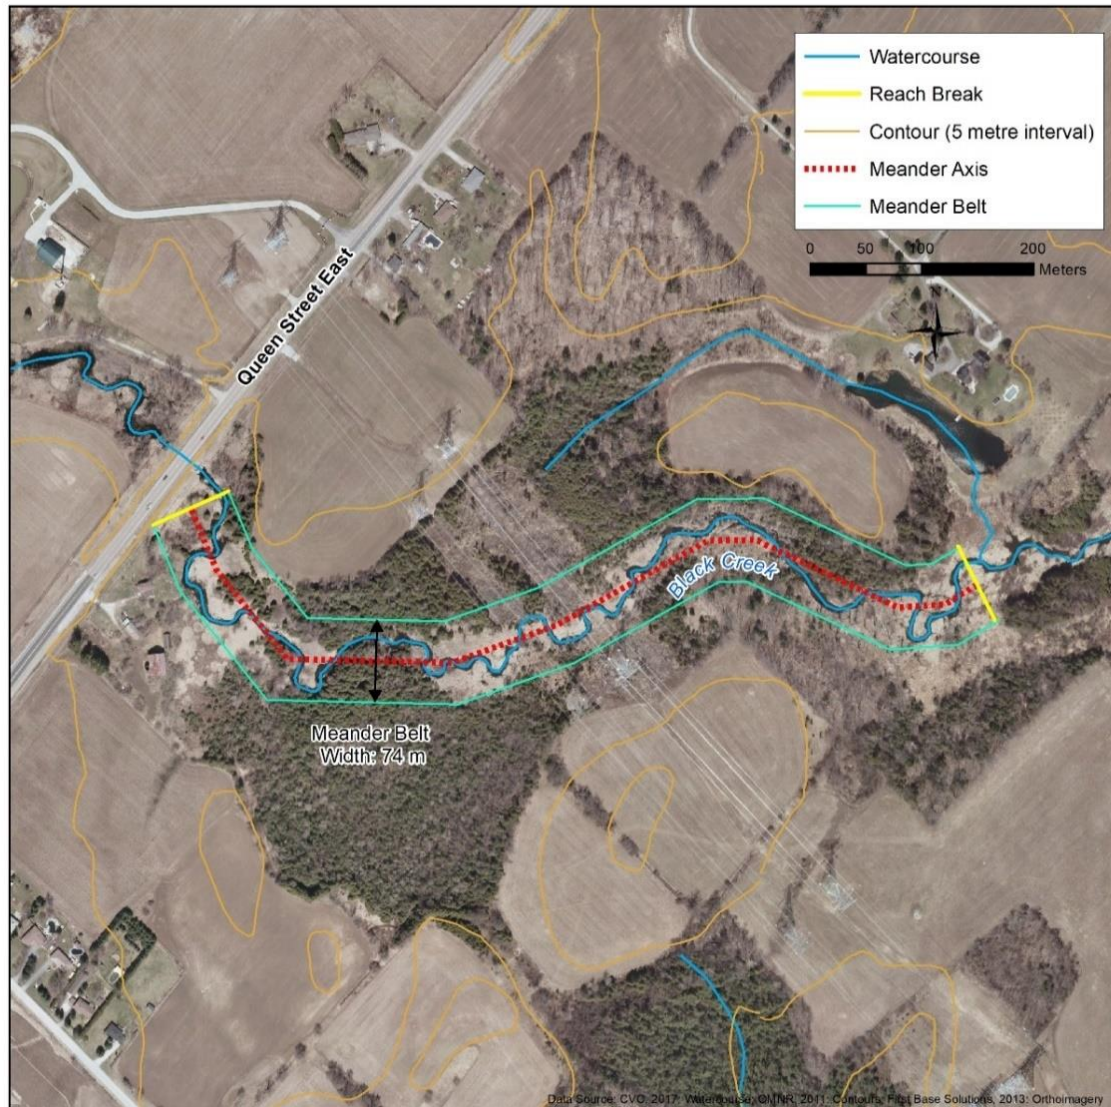 Watercourse
Reach Break
Contour (5 metre interval)
Meander Axis
Meander Belt
0 50 100 200
Meters
Queen Street East
Black Creek
Meander Belt
Width: 74 m
Data Source: CVC, 2017: Watercourse; OMNR, 2011: Contours; First Base Solutions, 2013: Orthoimagery